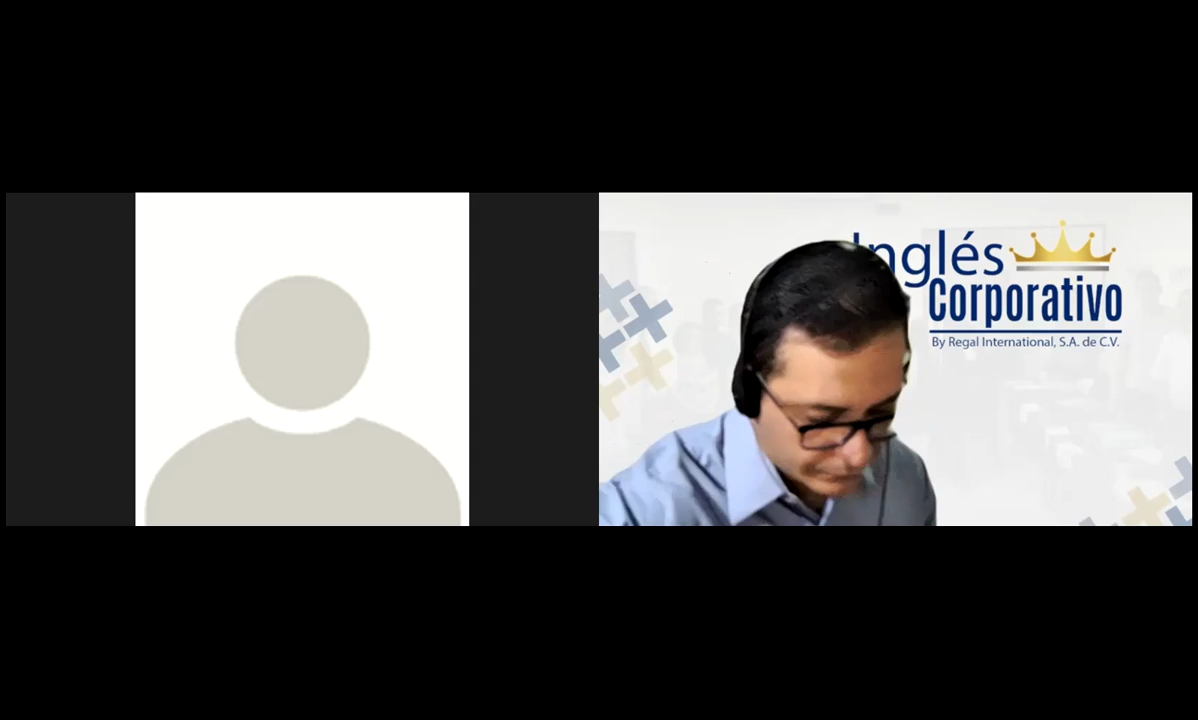 Inglés
Corporativo
By Regal International, S.A. de C.V.